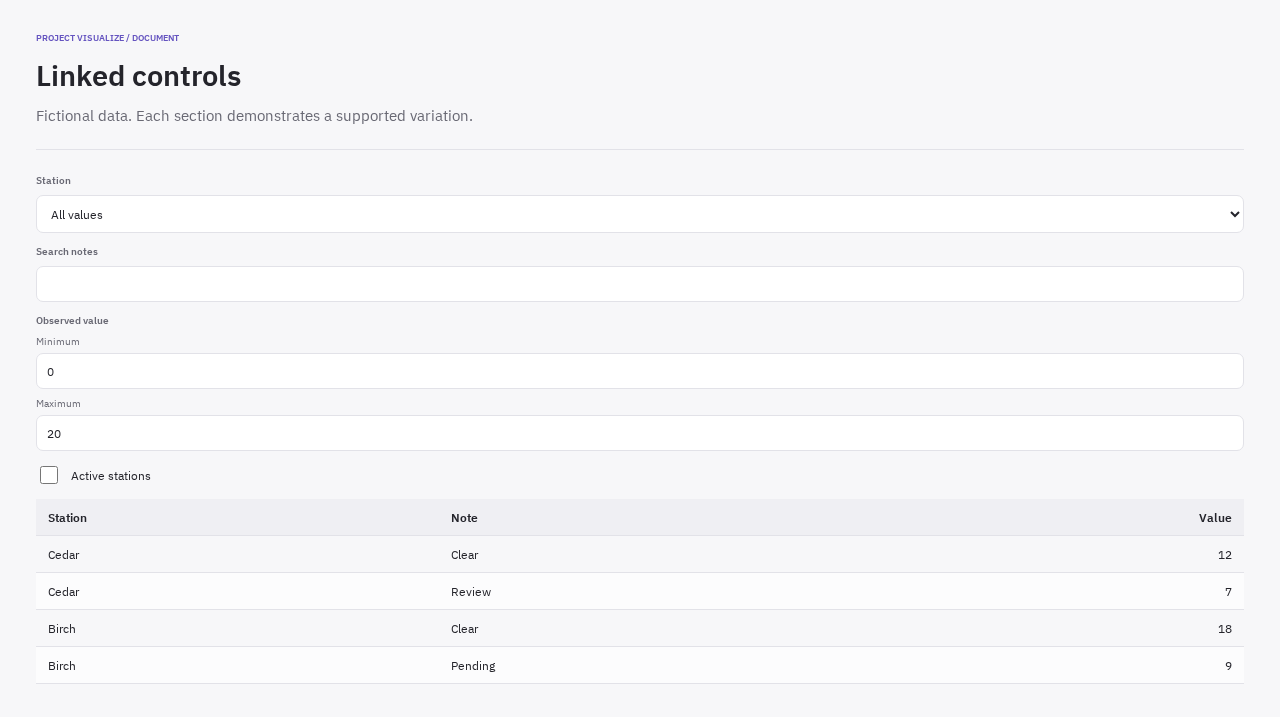 PROJECT VISUALIZE / DOCUMENT
Linked controls
Fictional data. Each section demonstrates a supported variation.
Station
All values
Search notes
Observed value
Minimum
0
Maximum
20
Active stations
Station Note Value
Cedar Clear 12
Cedar Review 7
Birch Clear 18
Birch Pending 9